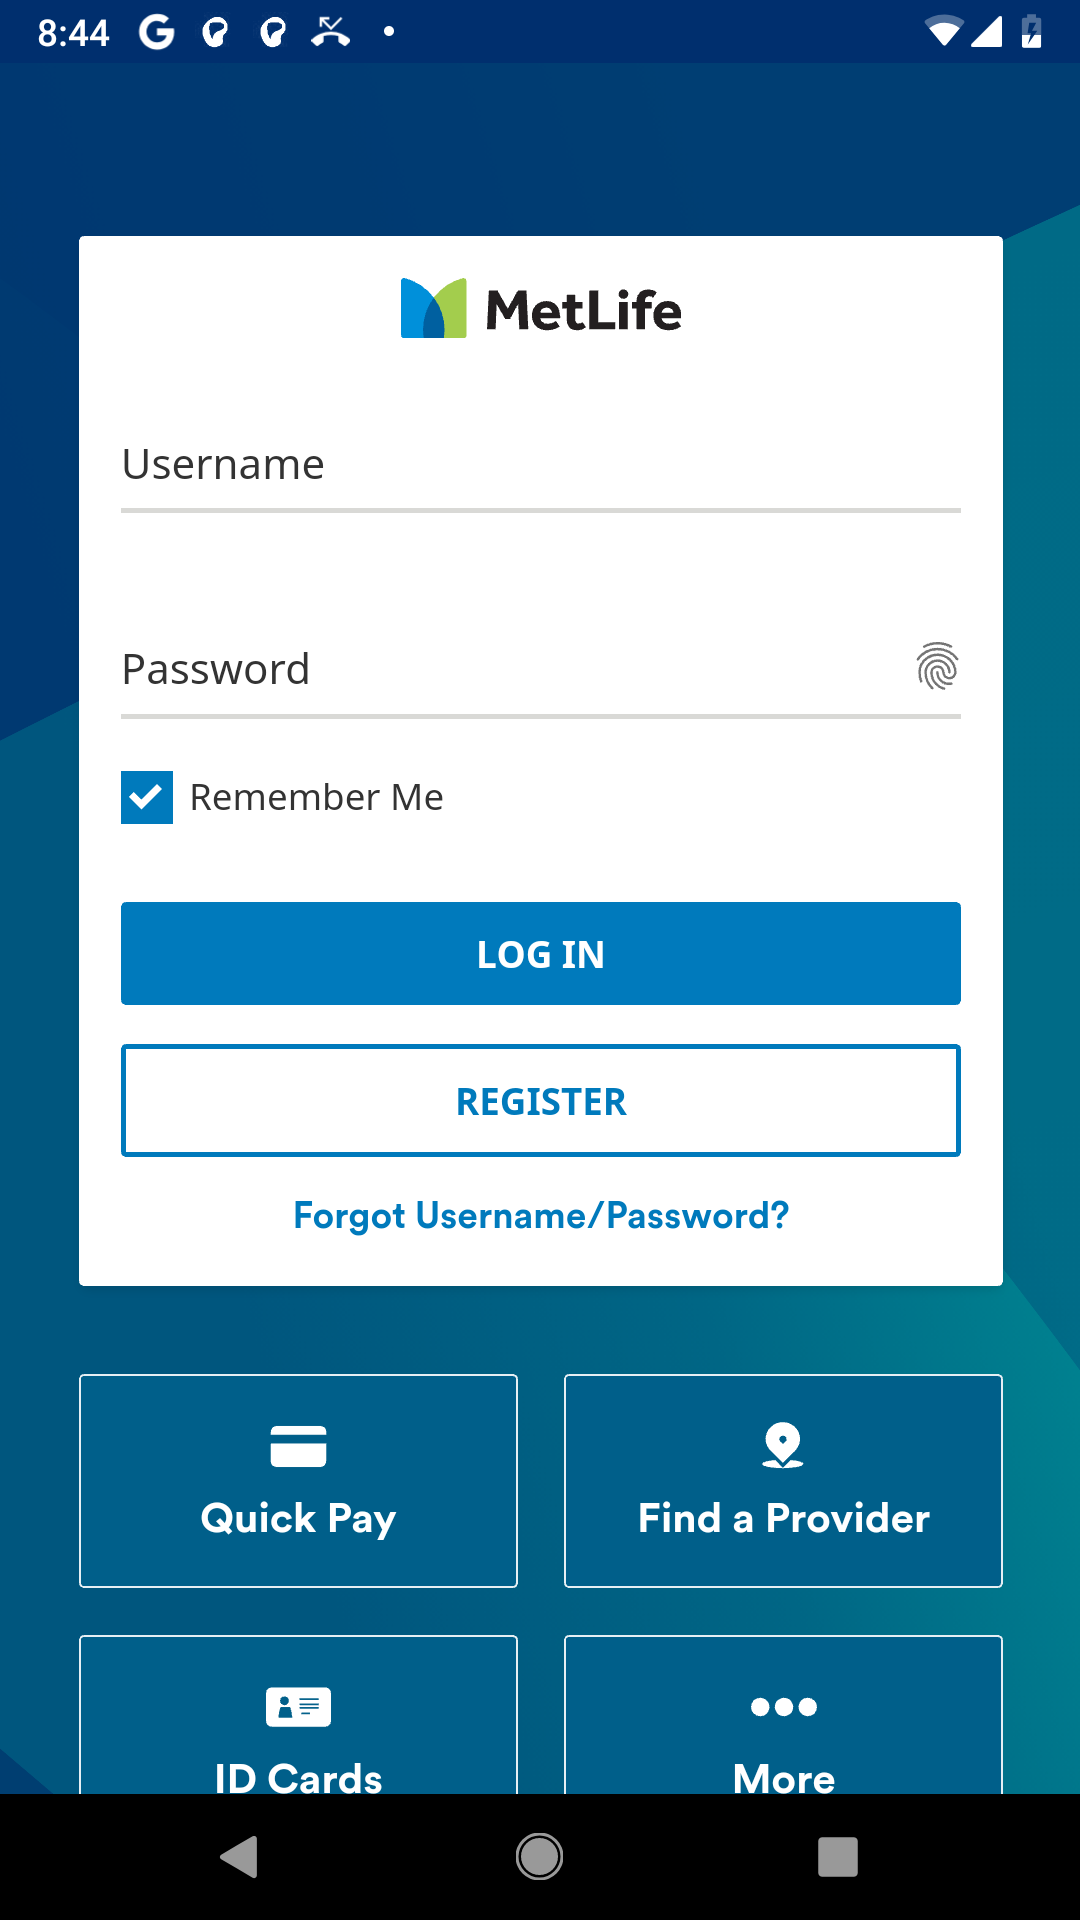 8:44
MetLife
Username
Password
Remember Me
LOG IN
REGISTER
Forgot Username/Password?
Quick Pay
Find a Provider
ID Cards
More